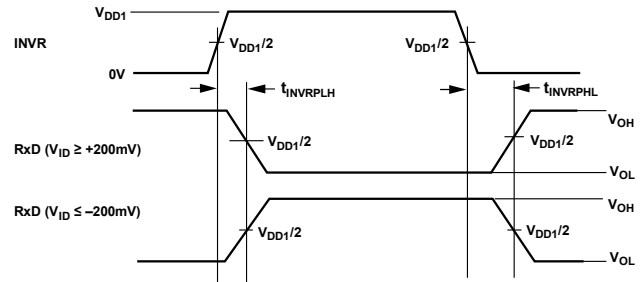 VDD1
INVR
VDD1/2
VDD1/2
0V
tINVRPLH
tINVRPHL
RxD (VID ≥ +200mV)
VDD1/2
VDD1/2
VOH
VOL
RxD (VID ≤ –200mV)
VDD1/2
VDD1/2
VOH
VOL